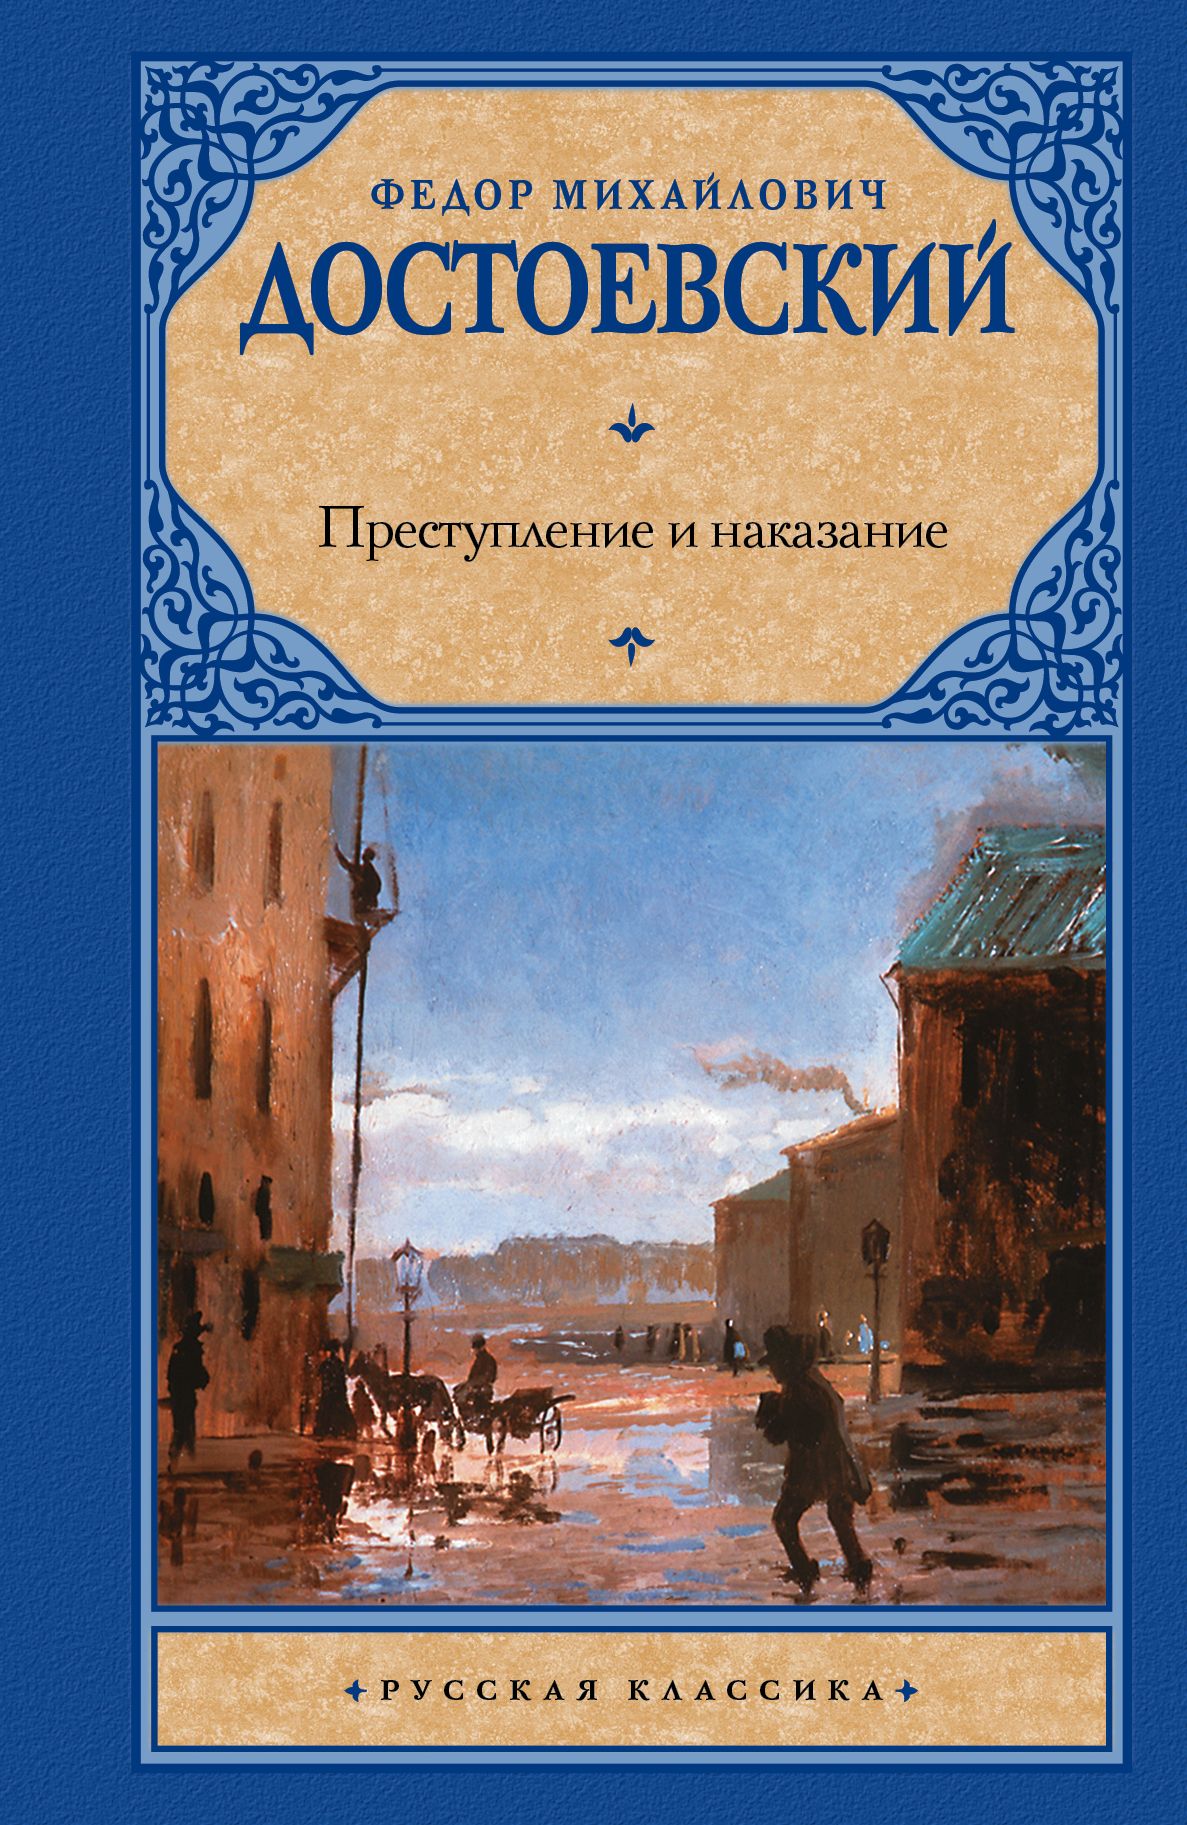 ФЕДОР МИХАЙЛОВИЧ
ДОСТОЕВСКИЙ
Преступление и наказание
РУССКАЯ КЛАССИКА